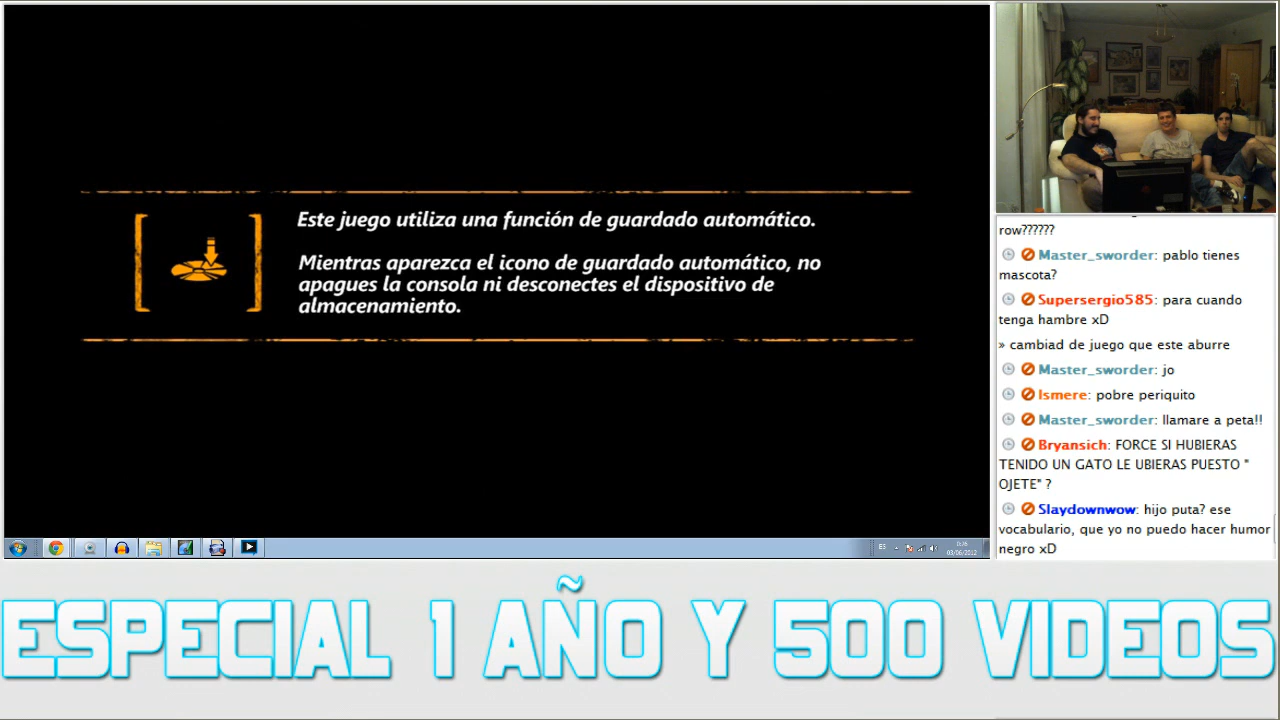 Este juego utiliza una función de guardado automático.
Mientras aparezca el icono de guardado automático, no
apagues la consola ni desconectes el dispositivo de
almacenamiento.
row??????
Master_sworder: pablo tienes
mascota?
Supersergio585: para cuando
tenga hambre xD
» cambiad de juego que este aburre
Master_sworder: jo
Ismere: pobre periquito
Master_sworder: llamare a peta!!
Bryansich: FORCE SI HUBIERAS
TENIDO UN GATO LE UBIERAS PUESTO "
OJETE" ?
Slaydownwow: hijo puta? ese
vocabulario, que yo no puedo hacer humor
negro xD
ES
03/06/2012
ESPECIAL 1 AÑO Y 500 VIDEOS